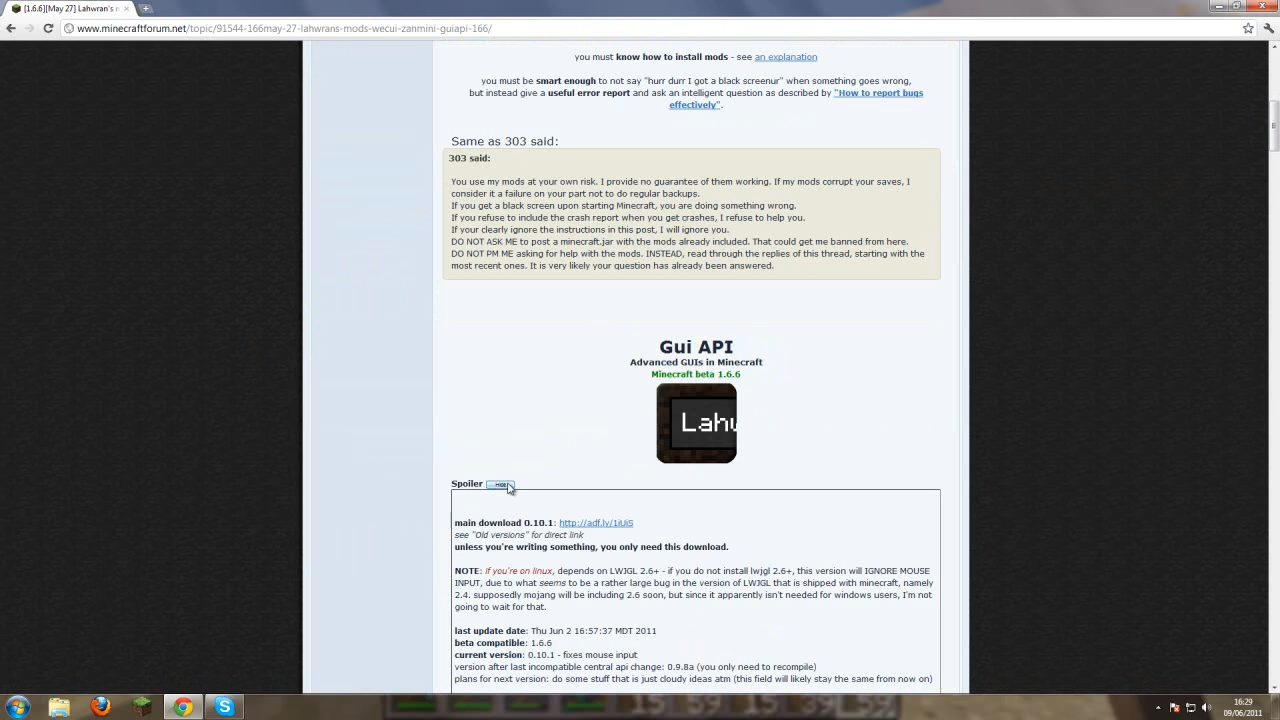 [1.6.6][May 27] Lahwran's m
www.minecraftforum.net/topic/91544-166may-27-lahwrans-mods-wecui-zanmini-guiapi-166/
you must know how to install mods - see an explanation
you must be smart enough to not say "hurr durr I got a black screenur" when something goes wrong,
but instead give a useful error report and ask an intelligent question as described by "How to report bugs
effectively".
Same as 303 said:
303 said:
You use my mods at your own risk. I provide no guarantee of them working. If my mods corrupt your saves, I
consider it a failure on your part not to do regular backups.
If you get a black screen upon starting Minecraft, you are doing something wrong.
If you refuse to include the crash report when you get crashes, I refuse to help you.
If your clearly ignore the instructions in this post, I will ignore you.
DO NOT ASK ME to post a minecraft.jar with the mods already included. That could get me banned from here.
DO NOT PM ME asking for help with the mods. INSTEAD, read through the replies of this thread, starting with the
most recent ones. It is very likely your question has already been answered.
Gui API
Advanced GUIs in Minecraft
Minecraft beta 1.6.6
Lahw
Spoiler Hide
main download 0.10.1: http://adf.ly/1iUiS
see "Old versions" for direct link
unless you're writing something, you only need this download.
NOTE: if you're on linux, depends on LWJGL 2.6+ - if you do not install lwjgl 2.6+, this version will IGNORE MOUSE
INPUT, due to what seems to be a rather large bug in the version of LWJGL that is shipped with minecraft, namely
2.4. supposedly mojang will be including 2.6 soon, but since it apparently isn't needed for windows users, I'm not
going to wait for that.
last update date: Thu Jun 2 16:57:37 MDT 2011
beta compatible: 1.6.6
current version: 0.10.1 - fixes mouse input
version after last incompatible central api change: 0.9.8a (you only need to recompile)
plans for next version: do some stuff that is just cloudy ideas atm (this field will likely stay the same from now on)
16:29
09/06/2011